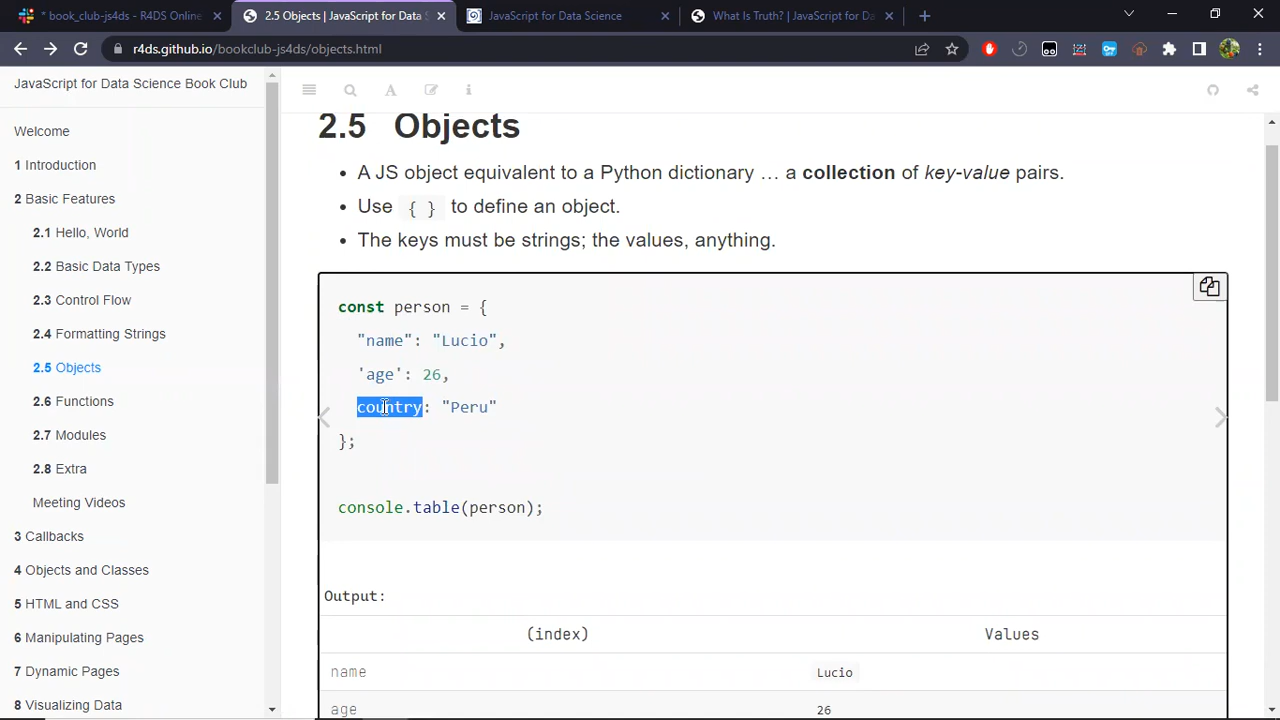 * book_club-js4ds - R4DS Online
2.5 Objects | JavaScript for Data S
JavaScript for Data Science
What Is Truth? | JavaScript for Da
r4ds.github.io/bookclub-js4ds/objects.html
JavaScript for Data Science Book Club
Welcome
1 Introduction
2 Basic Features
2.1 Hello, World
2.2 Basic Data Types
2.3 Control Flow
2.4 Formatting Strings
2.5 Objects
2.6 Functions
2.7 Modules
2.8 Extra
Meeting Videos
3 Callbacks
4 Objects and Classes
5 HTML and CSS
6 Manipulating Pages
7 Dynamic Pages
8 Visualizing Data
2.5 Objects
• A JS object equivalent to a Python dictionary … a collection of key-value pairs.
• Use { } to define an object.
• The keys must be strings; the values, anything.
const person = {
"name": "Lucio",
'age': 26,
country: "Peru"
};
console.table(person);
Output:
(index) Values
name Lucio
age 26